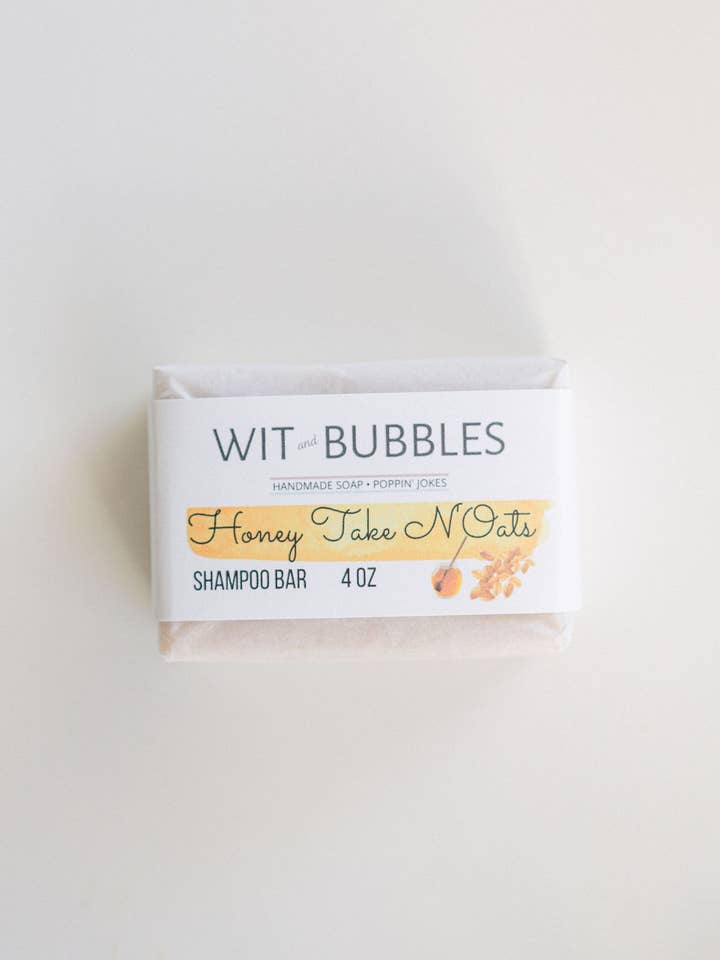 WIT and BUBBLES
HANDMADE SOAP • POPPIN' JOKES
Honey Take N'Oats
SHAMPOO BAR 4 OZ